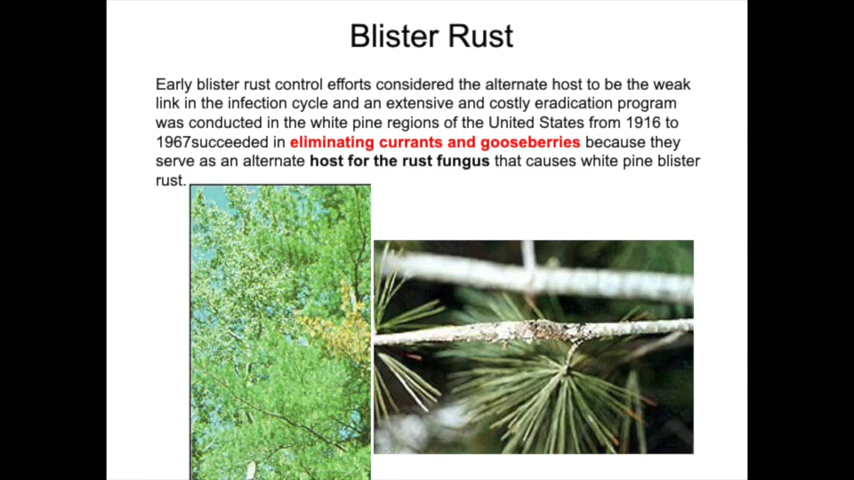 Blister Rust
Early blister rust control efforts considered the alternate host to be the weak
link in the infection cycle and an extensive and costly eradication program
was conducted in the white pine regions of the United States from 1916 to
1967succeeded in eliminating currants and gooseberries because they
serve as an alternate host for the rust fungus that causes white pine blister
rust.